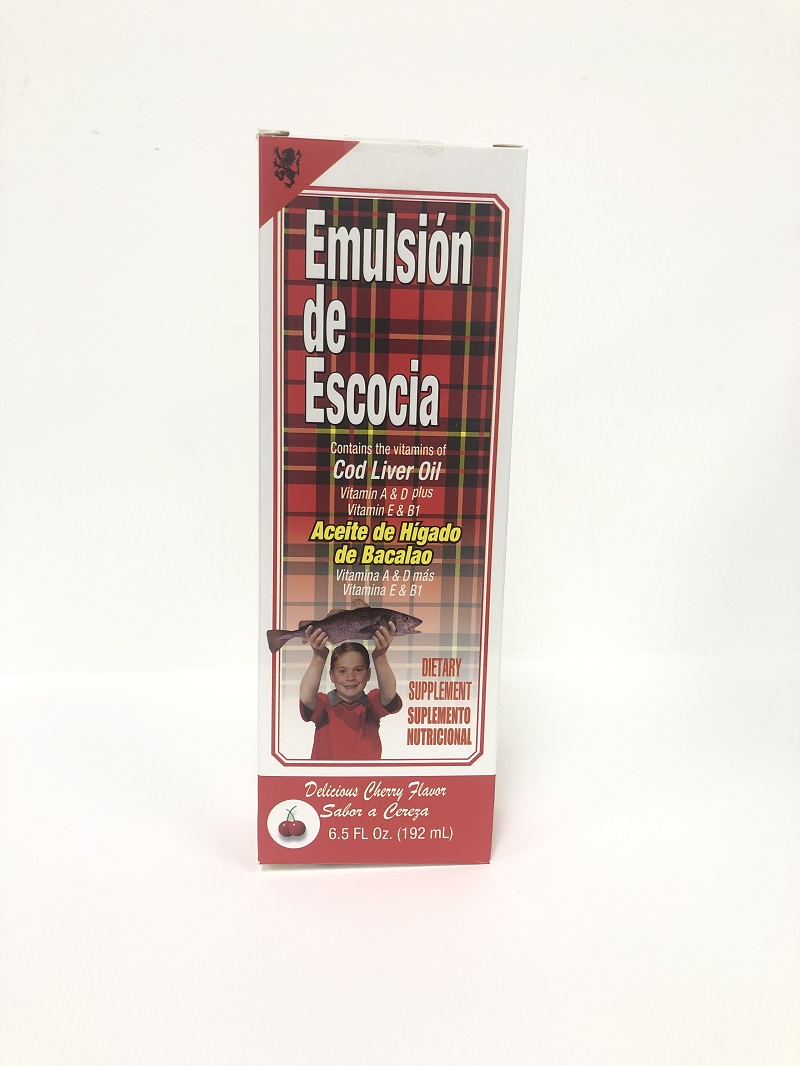 Emulsión
de
Escocia
Contains the vitamins of
Cod Liver Oil
Vitamin A & D plus
Vitamin E & B1
Aceite de Hígado
de Bacalao
Vitamina A & D más
Vitamina E & B1
DIETARY
SUPPLEMENT
SUPLEMENTO
NUTRICIONAL
Delicious Cherry Flavor
Sabor a Cereza
6.5 FL Oz. (192 mL)